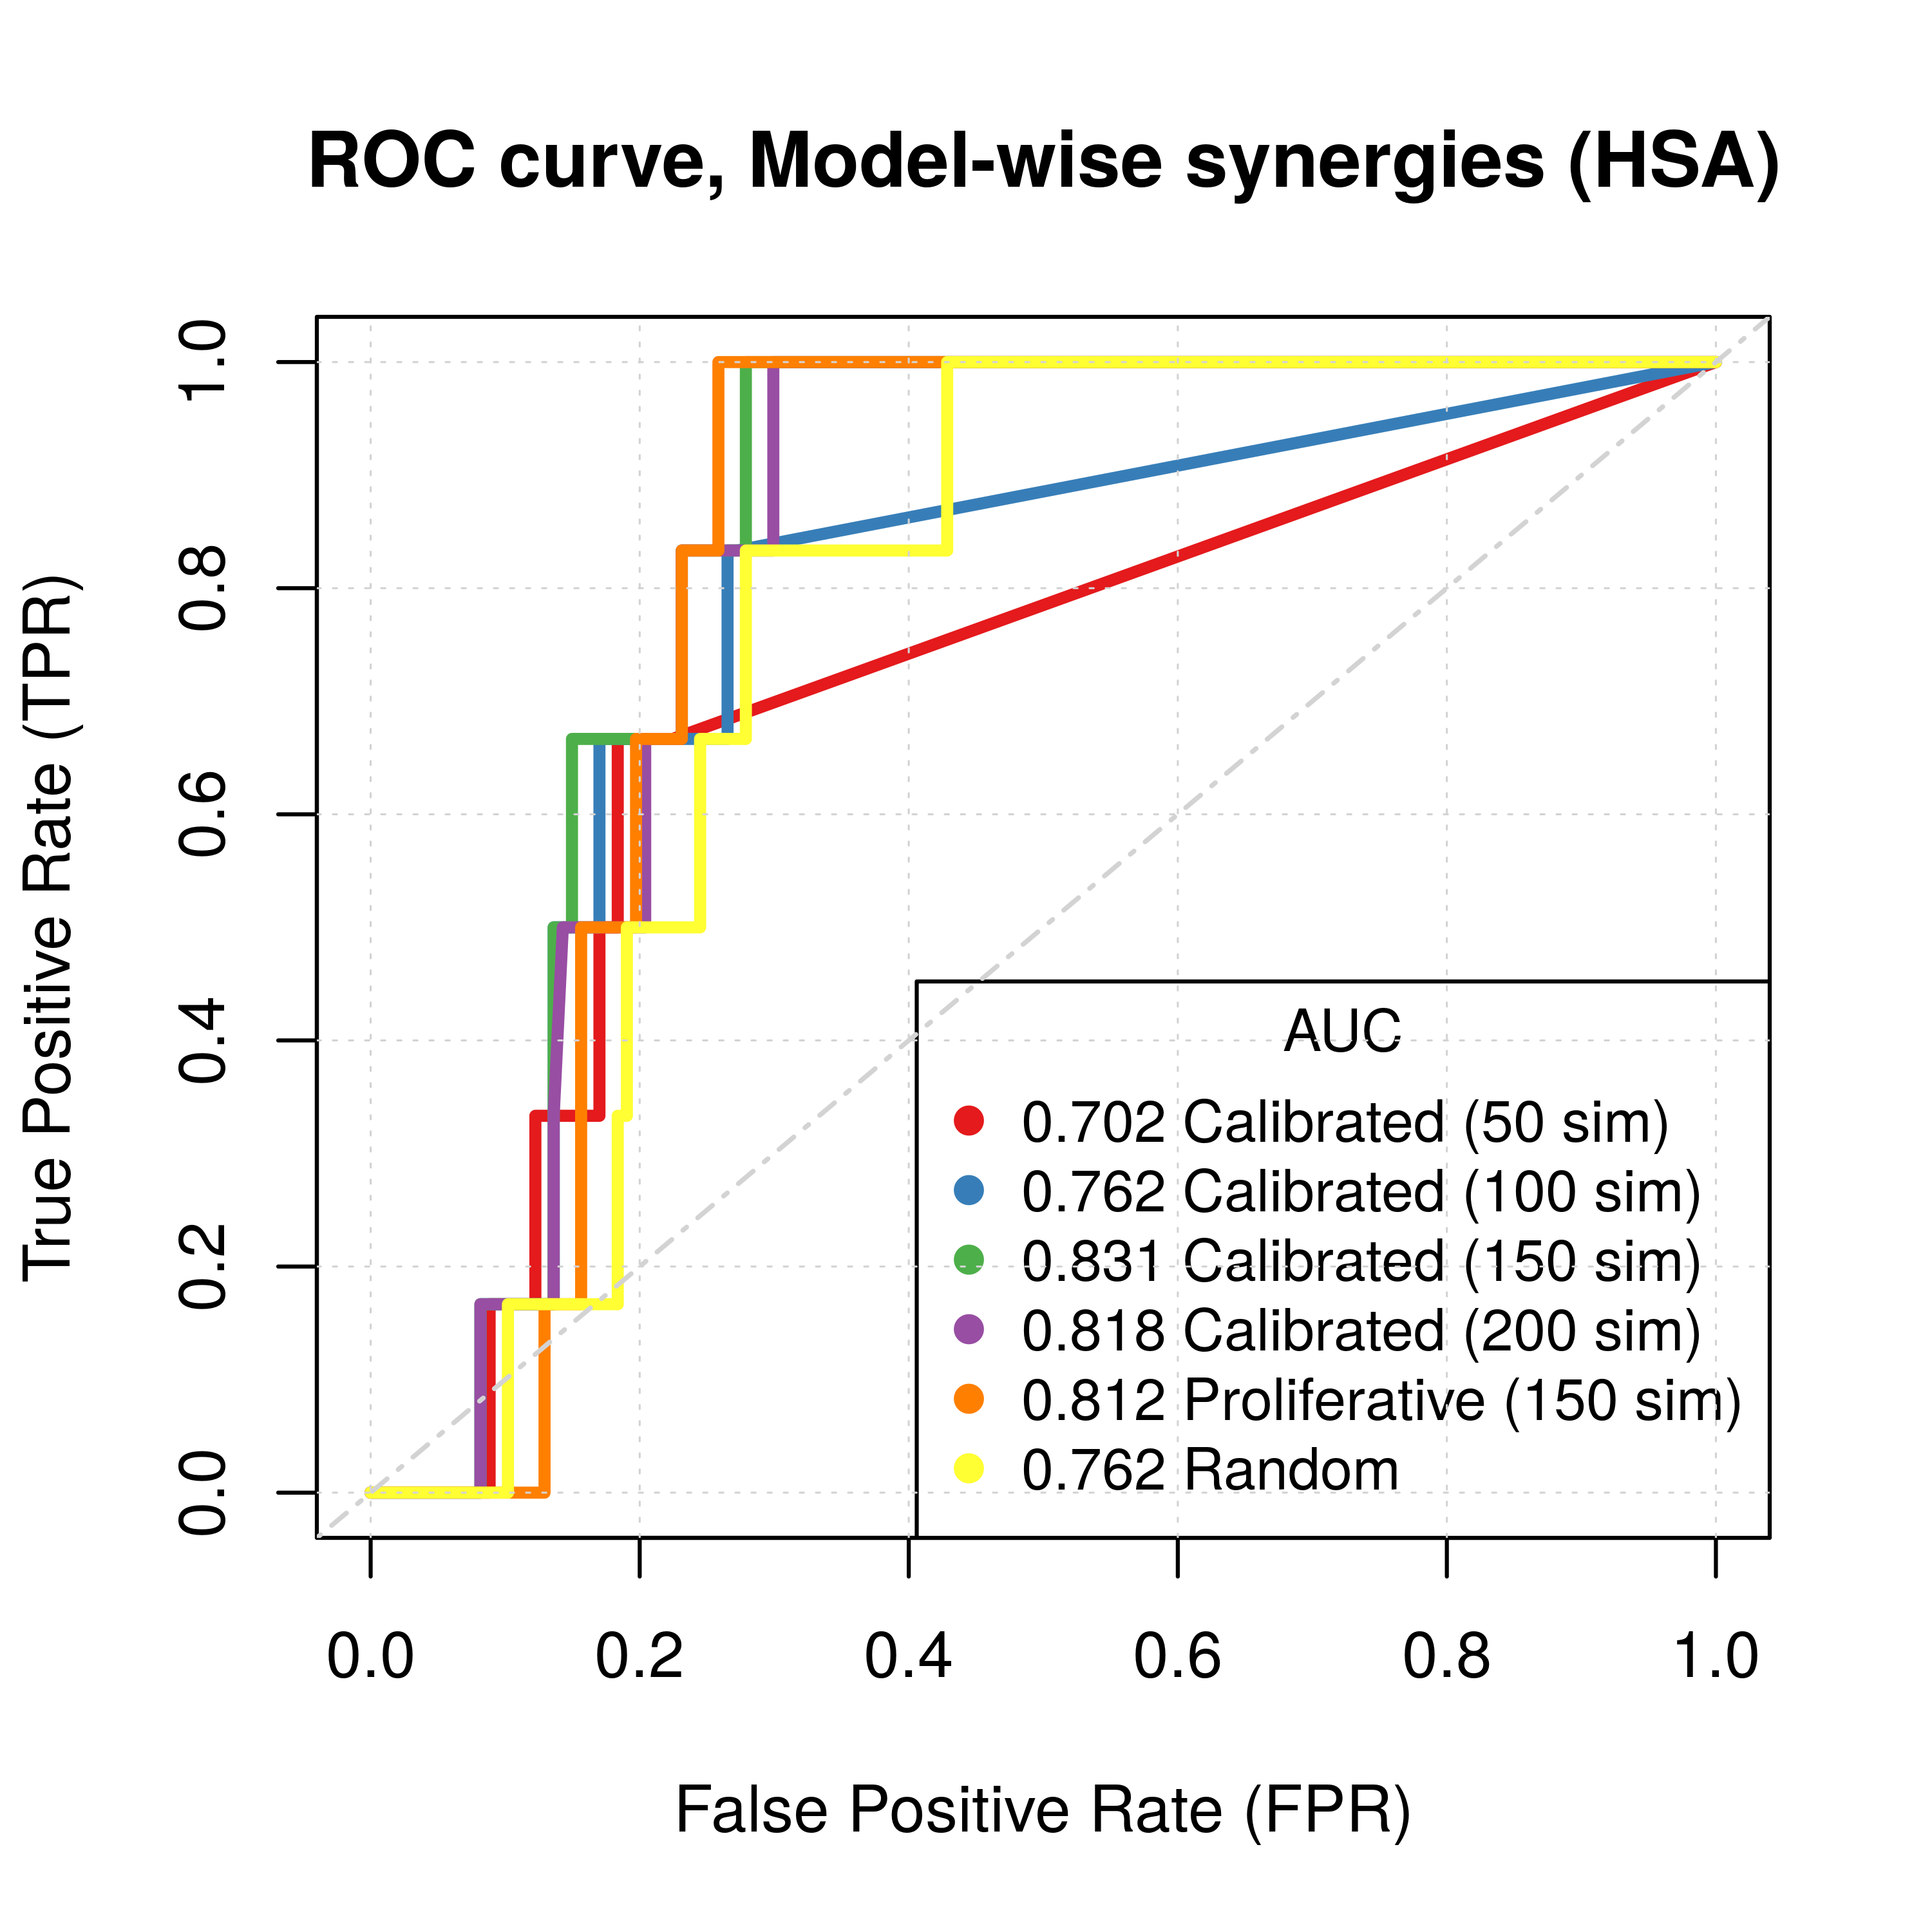 ROC curve, Model-wise synergies (HSA)
True Positive Rate (TPR)
1.0
0.8
0.6
0.4
0.2
0.0
AUC
0.702 Calibrated (50 sim)
0.762 Calibrated (100 sim)
0.831 Calibrated (150 sim)
0.818 Calibrated (200 sim)
0.812 Proliferative (150 sim)
0.762 Random
0.0 0.2 0.4 0.6 0.8 1.0
False Positive Rate (FPR)